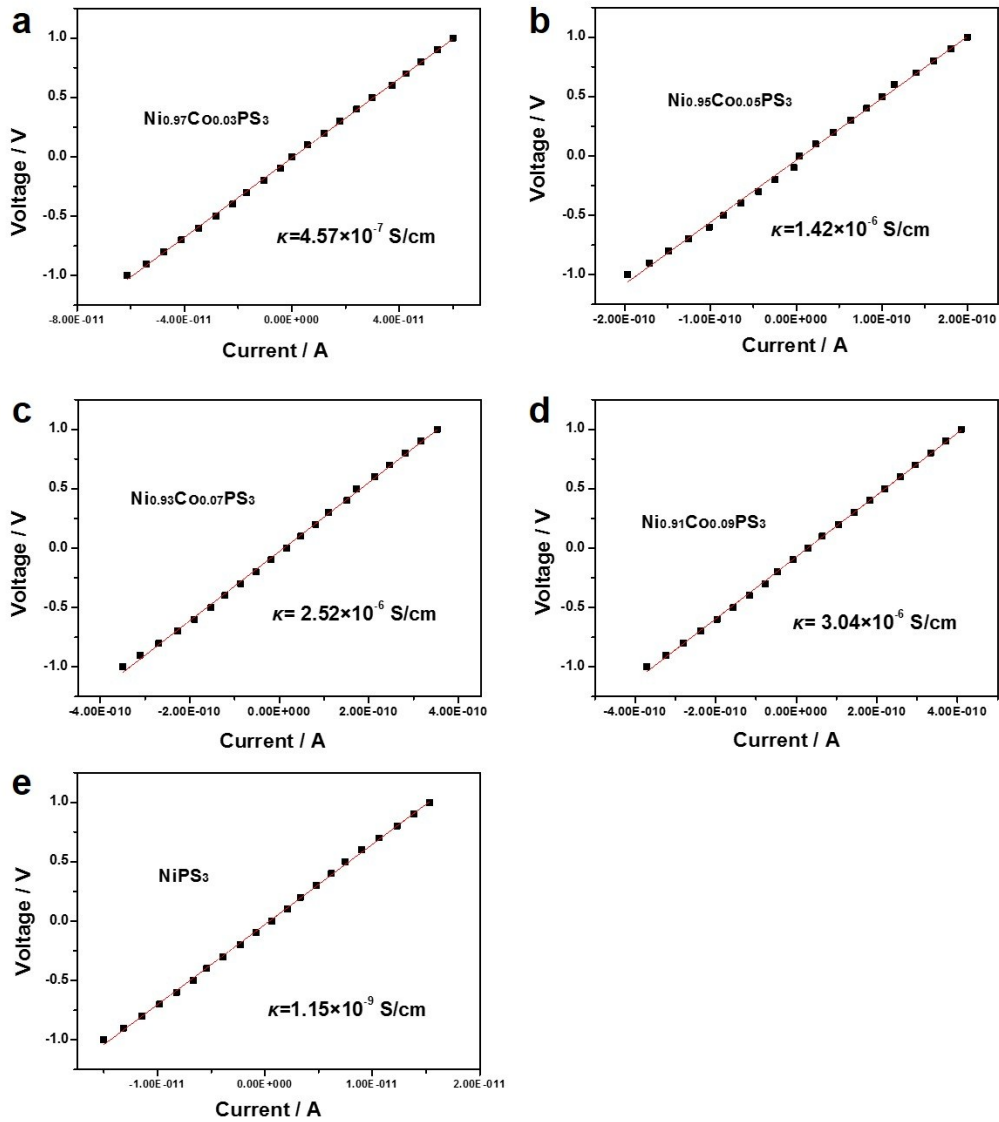 a
Voltage / V
1.0
0.5
0.0
-0.5
-1.0
Ni0.97Co0.03PS3
κ=4.57×10-7 S/cm
-8.00E-011 -4.00E-011 0.00E+000 4.00E-011
Current / A
b
Voltage / V
1.0
0.5
0.0
-0.5
-1.0
Ni0.95Co0.05PS3
κ=1.42×10-6 S/cm
-2.00E-010 -1.00E-010 0.00E+000 1.00E-010 2.00E-010
Current / A
c
Voltage / V
1.0
0.5
0.0
-0.5
-1.0
Ni0.93Co0.07PS3
κ= 2.52×10-6 S/cm
-4.00E-010 -2.00E-010 0.00E+000 2.00E-010 4.00E-010
Current / A
d
Voltage / V
1.0
0.5
0.0
-0.5
-1.0
Ni0.91Co0.09PS3
κ= 3.04×10-6 S/cm
-4.00E-010 -2.00E-010 0.00E+000 2.00E-010 4.00E-010
Current / A
e
Voltage / V
1.0
0.5
0.0
-0.5
-1.0
NiPS3
κ=1.15×10-9 S/cm
-1.00E-011 0.00E+000 1.00E-011 2.00E-011
Current / A